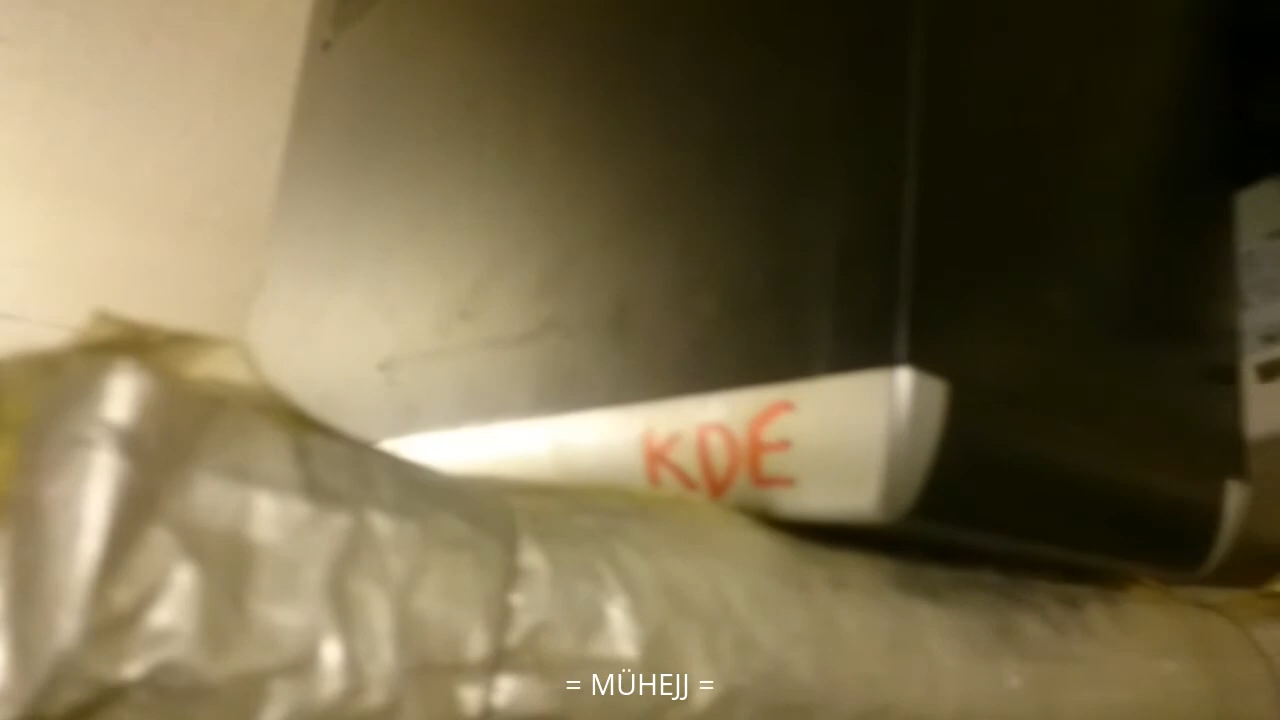 KDE
= MÜHEJJ =